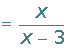 = x / (x − 3)